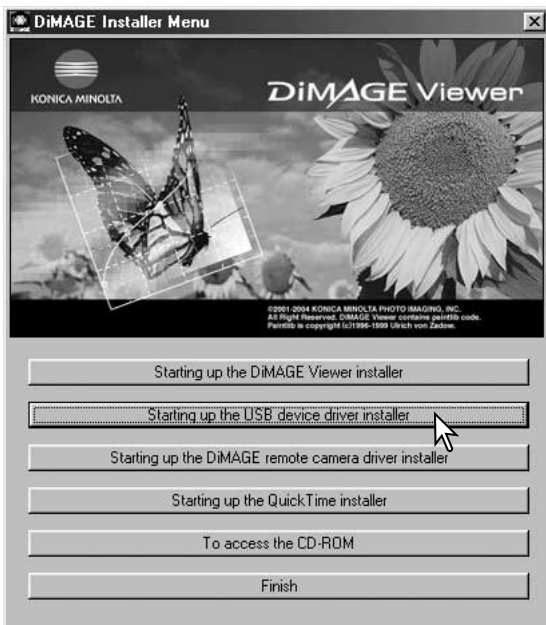 DiMAGE Installer Menu
KONICA MINOLTA
DiMAGE Viewer
©2001-2004 KONICA MINOLTA PHOTO IMAGING, INC.
All Right Reserved. DiMAGE Viewer contains paintlib code.
Paintlib is copyright (c)1996-1999 Ulrich von Zadow.
Starting up the DiMAGE Viewer installer
Starting up the USB device driver installer
Starting up the DiMAGE remote camera driver installer
Starting up the QuickTime installer
To access the CD-ROM
Finish